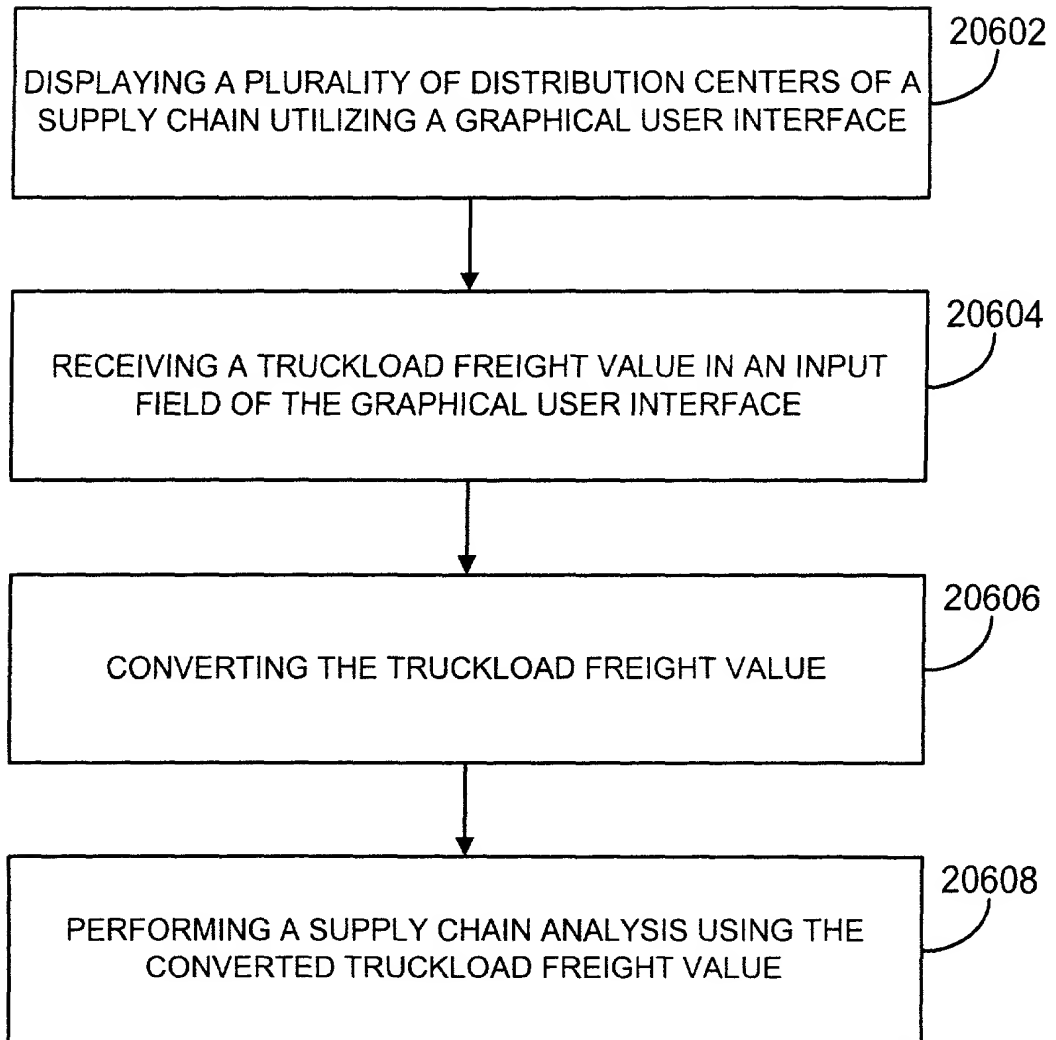 20602
DISPLAYING A PLURALITY OF DISTRIBUTION CENTERS OF A
SUPPLY CHAIN UTILIZING A GRAPHICAL USER INTERFACE
20604
RECEIVING A TRUCKLOAD FREIGHT VALUE IN AN INPUT
FIELD OF THE GRAPHICAL USER INTERFACE
20606
CONVERTING THE TRUCKLOAD FREIGHT VALUE
20608
PERFORMING A SUPPLY CHAIN ANALYSIS USING THE
CONVERTED TRUCKLOAD FREIGHT VALUE